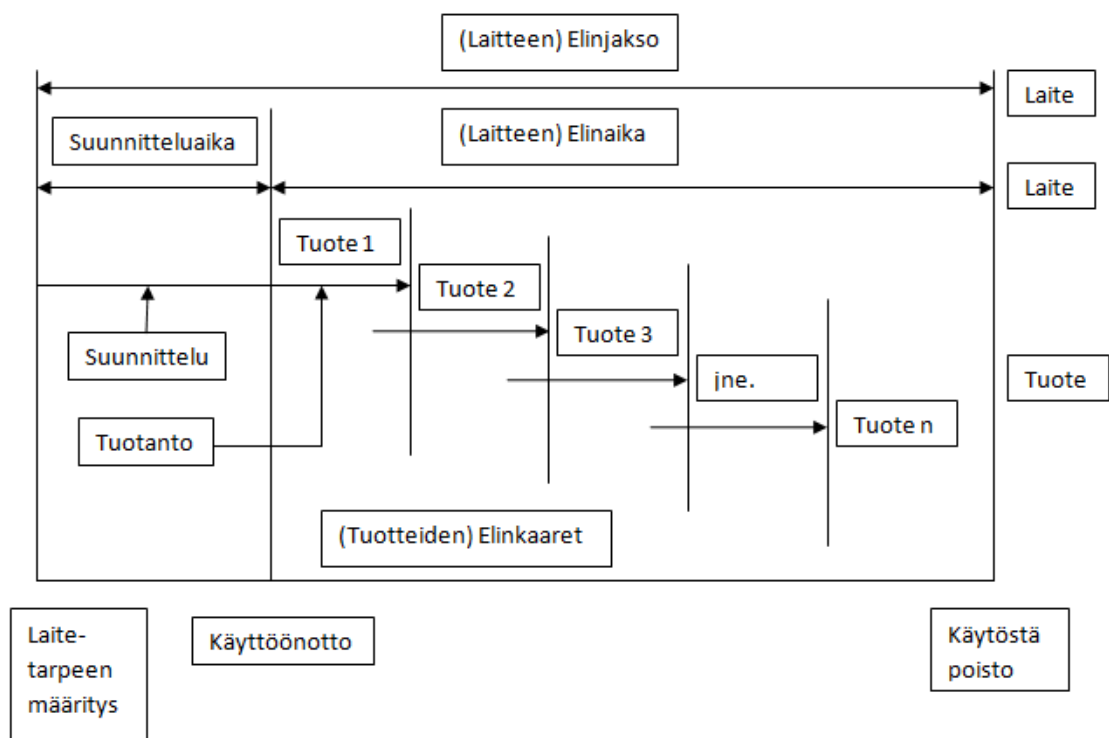 (Laitteen) Elinjakso
Laite
Suunnitteluaika
(Laitteen) Elinaika
Laite
Tuote 1
Tuote 2
Tuote 3
Suunnittelu
jne.
Tuote
Tuote n
Tuotanto
(Tuotteiden) Elinkaaret
Laite-
tarpeen
määritys
Käyttöönotto
Käytöstä
poisto